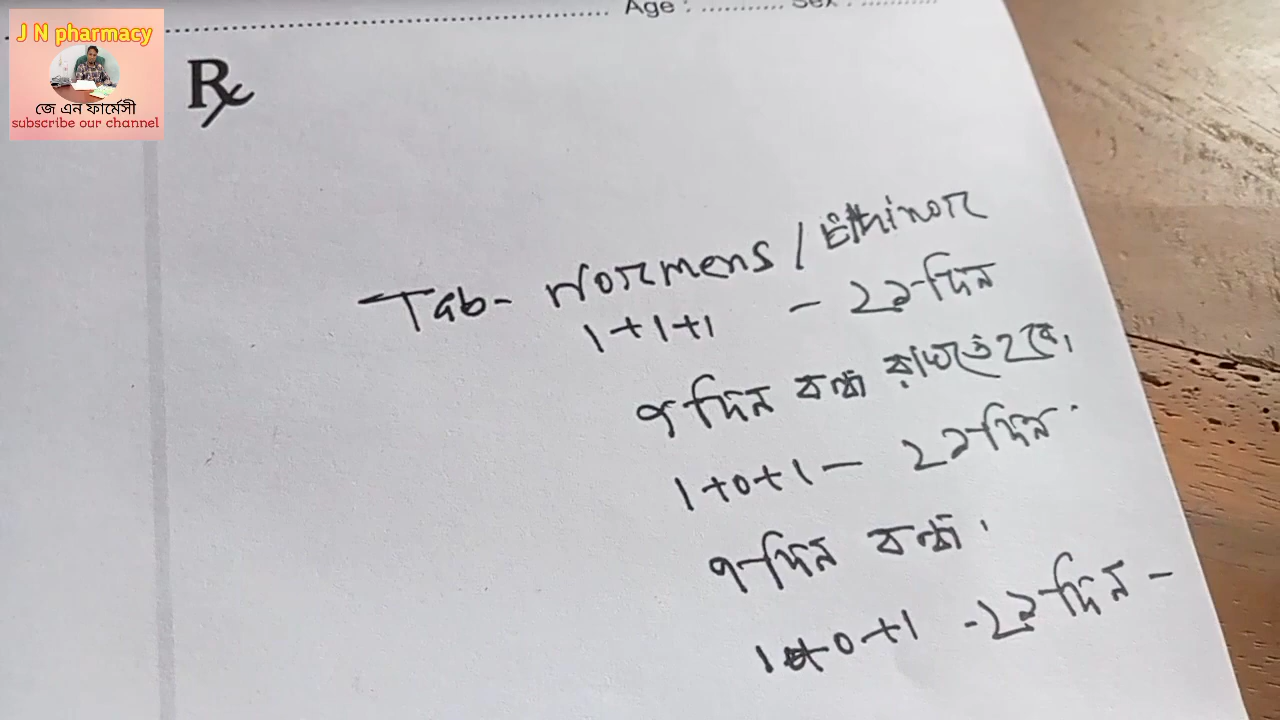 Age : ............ Sex : ............
J N pharmacy
জে এন ফার্মেসী
subscribe our channel
Rx
Tab- Normens / Ethinor
1+1+1 - ২১-দিন
৭ দিন বন্ধ রাখতে হবে।
1+0+1 - ২১-দিন
৭-দিন বন্ধ।
1+0+1 - ২১-দিন -